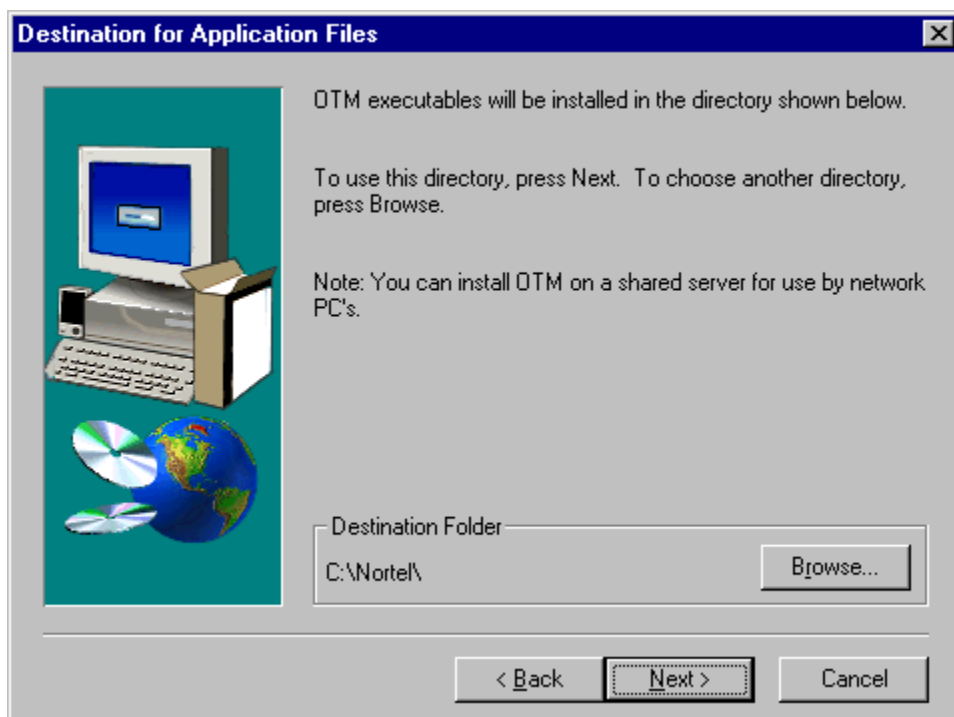 Destination for Application Files
OTM executables will be installed in the directory shown below.
To use this directory, press Next.  To choose another directory,
press Browse.
Note: You can install OTM on a shared server for use by network
PC's.
Destination Folder
C:\Nortel\
Browse...
< Back
Next >
Cancel